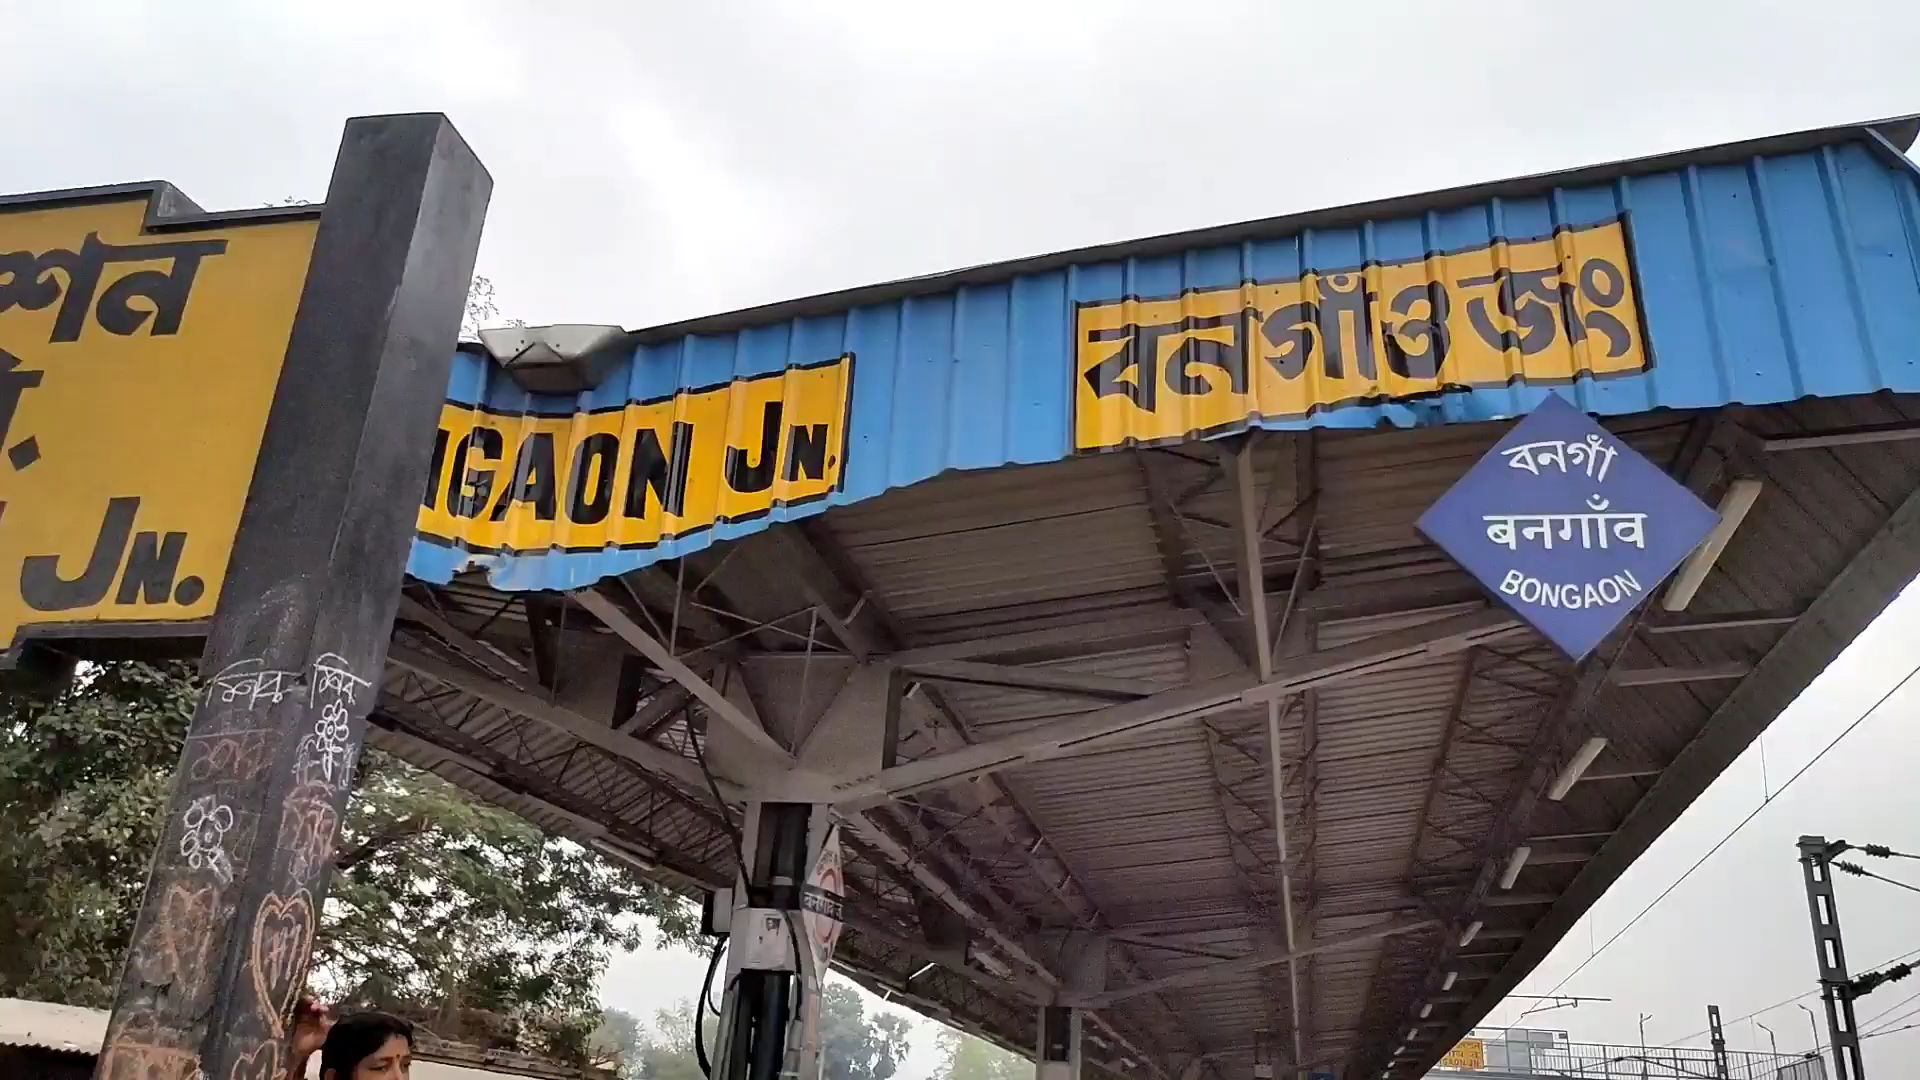 শন
Jn.
NGAON Jn.
বনগাঁও জং
বনগাঁ
बनगाँव
BONGAON
শিব শিব